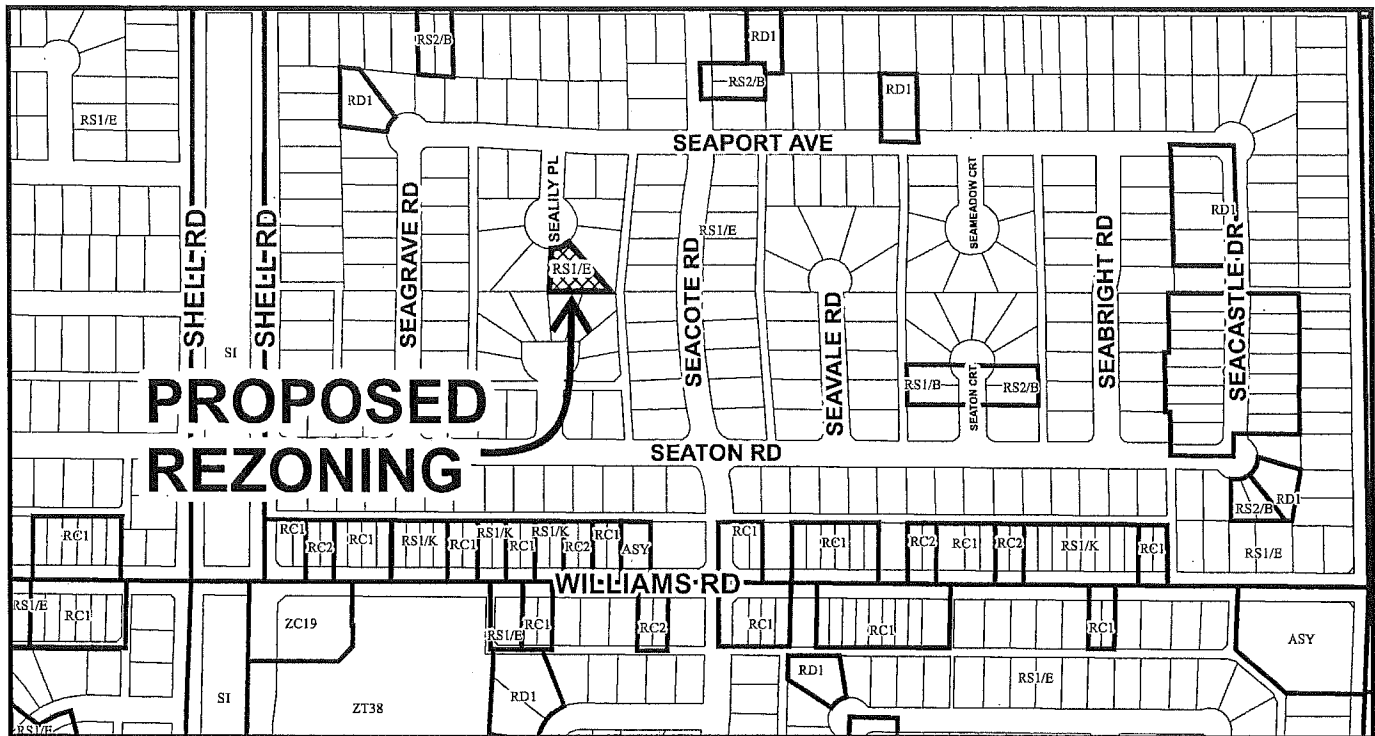 RS2/B
RD1
RS1/E
RD1
RS2/B
RD1
SEAPORT AVE
SHELL RD
SHELL RD
SEAGRAVE RD
SEALILY PL
RS1/E
SEACOTE RD
RS1/E
SEAVALE RD
SEAMEADOW CRT
SEABRIGHT RD
RD1
SEACASTLE DR
SI
RS1/B
RS2/B
SEATON CRT
PROPOSED
REZONING
SEATON RD
RD1
RS2/B
RS1/E
RC1
RC1
RC2
RC1
RS1/K
RC1
RS1/K
RC1
RS1/K
RC2
RC1
ASY
RC1
RC1
RC2
RC1
RC2
RS1/K
RC1
WILLIAMS RD
RS1/E
RC1
ZC19
RS1/E
RC1
RC2
RC1
RC1
RC1
ASY
SI
ZT38
RD1
RD1
RS1/E
RS1/E